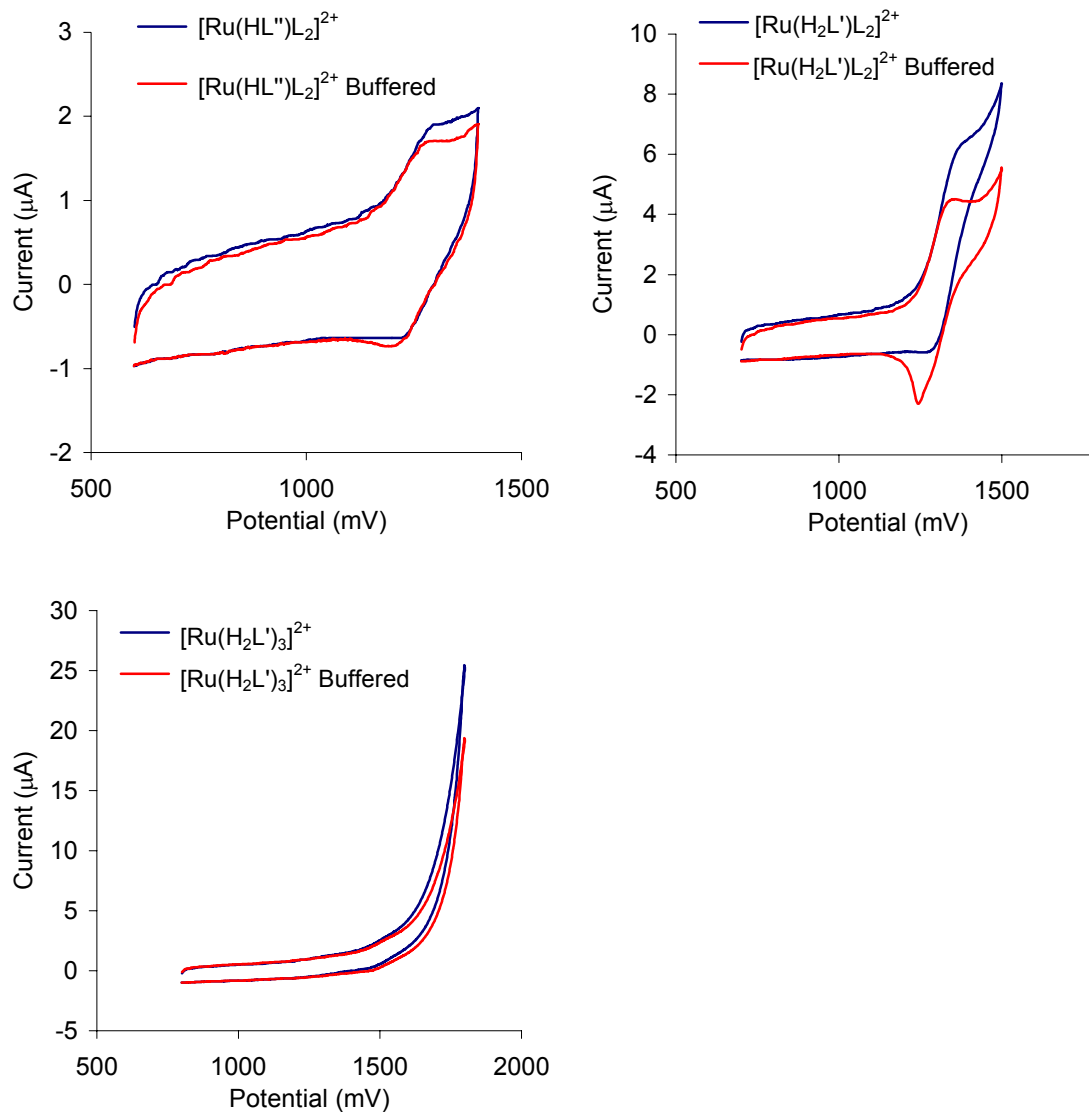 [Ru(HL")L₂]²⁺
[Ru(HL")L₂]²⁺ Buffered
3
2
1
0
-1
-2
Current (μA)
500 1000 1500
Potential (mV)
[Ru(H₂L')L₂]²⁺
[Ru(H₂L')L₂]²⁺ Buffered
10
8
6
4
2
0
-2
-4
Current (μA)
500 1000 1500
Potential (mV)
[Ru(H₂L')₃]²⁺
[Ru(H₂L')₃]²⁺ Buffered
30
25
20
15
10
5
0
-5
Current (μA)
500 1000 1500 2000
Potential (mV)